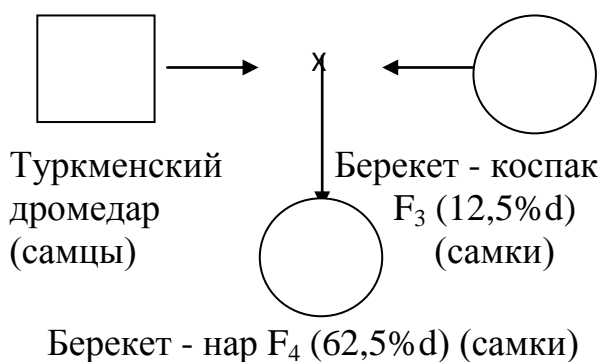 x
Туркменский
дромедар
(самцы)
Берекет - коспак
F₃ (12,5%d)
(самки)
Берекет - нар F₄ (62,5%d) (самки)